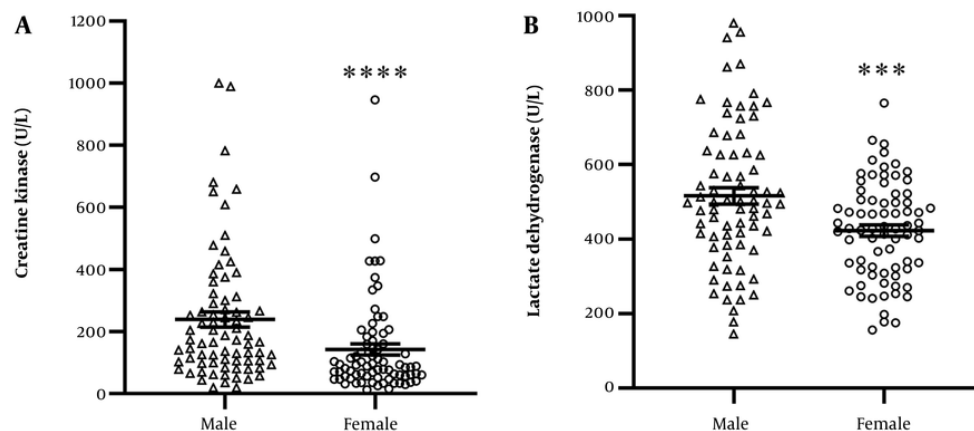 A
Creatine kinase (U/L)
1200
1000
800
600
400
200
0
****
Male
Female
B
Lactate dehydrogenase (U/L)
1000
800
600
400
200
0
***
Male
Female